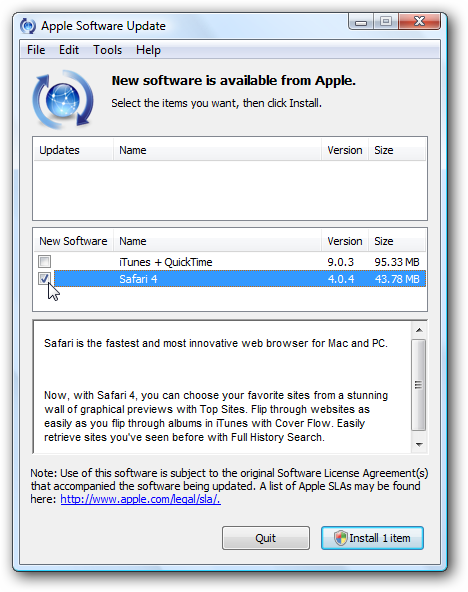 Apple Software Update
File Edit Tools Help
New software is available from Apple.
Select the items you want, then click Install.
Updates Name Version Size
New Software Name Version Size
iTunes + QuickTime 9.0.3 95.33 MB
Safari 4 4.0.4 43.78 MB
Safari is the fastest and most innovative web browser for Mac and PC.
Now, with Safari 4, you can choose your favorite sites from a stunning
wall of graphical previews with Top Sites. Flip through websites as
easily as you flip through albums in iTunes with Cover Flow. Easily
retrieve sites you've seen before with Full History Search.
Note: Use of this software is subject to the original Software License Agreement(s)
that accompanied the software being updated. A list of Apple SLAs may be found
here: http://www.apple.com/legal/sla/.
Quit Install 1 item